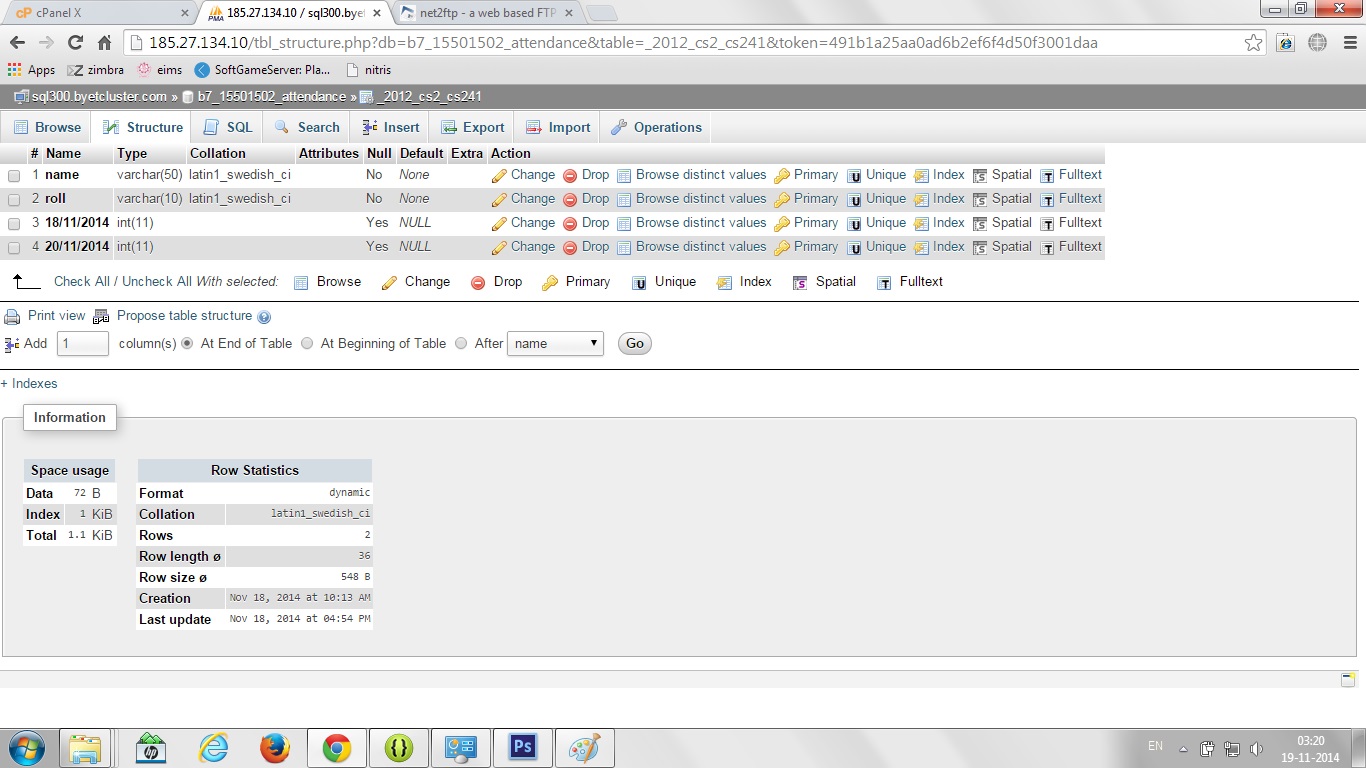 cPanel X
185.27.134.10 / sql300.byet
net2ftp - a web based FTP
185.27.134.10/tbl_structure.php?db=b7_15501502_attendance&table=_2012_cs2_cs241&token=491b1a25aa0ad6b2ef6f4d50f3001daa
Apps zimbra eims SoftGameServer: Pla... nitris
sql300.byetcluster.com » b7_15501502_attendance » _2012_cs2_cs241
Browse Structure SQL Search Insert Export Import Operations
# Name Type Collation Attributes Null Default Extra Action
1 name varchar(50) latin1_swedish_ci No None Change Drop Browse distinct values Primary Unique Index Spatial Fulltext
2 roll varchar(10) latin1_swedish_ci No None Change Drop Browse distinct values Primary Unique Index Spatial Fulltext
3 18/11/2014 int(11) Yes NULL Change Drop Browse distinct values Primary Unique Index Spatial Fulltext
4 20/11/2014 int(11) Yes NULL Change Drop Browse distinct values Primary Unique Index Spatial Fulltext
Check All / Uncheck All With selected: Browse Change Drop Primary Unique Index Spatial Fulltext
Print view Propose table structure
Add 1 column(s) At End of Table At Beginning of Table After name Go
+ Indexes
Information
Space usage
Data 72 B
Index 1 KiB
Total 1.1 KiB
Row Statistics
Format dynamic
Collation latin1_swedish_ci
Rows 2
Row length ø 36
Row size ø 548 B
Creation Nov 18, 2014 at 10:13 AM
Last update Nov 18, 2014 at 04:54 PM
EN
03:20
19-11-2014